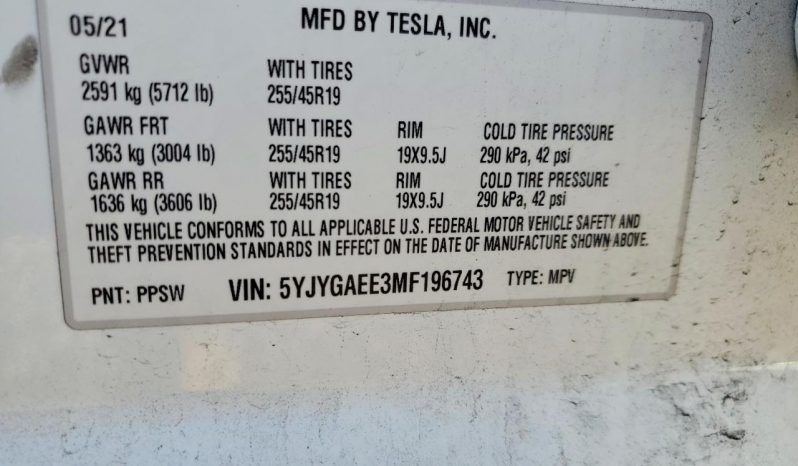 05/21 MFD BY TESLA, INC.
GVWR WITH TIRES
2591 kg (5712 lb) 255/45R19
GAWR FRT WITH TIRES RIM COLD TIRE PRESSURE
1363 kg (3004 lb) 255/45R19 19X9.5J 290 kPa, 42 psi
GAWR RR WITH TIRES RIM COLD TIRE PRESSURE
1636 kg (3606 lb) 255/45R19 19X9.5J 290 kPa, 42 psi
THIS VEHICLE CONFORMS TO ALL APPLICABLE U.S. FEDERAL MOTOR VEHICLE SAFETY AND
THEFT PREVENTION STANDARDS IN EFFECT ON THE DATE OF MANUFACTURE SHOWN ABOVE.
PNT: PPSW VIN: 5YJYGAEE3MF196743 TYPE: MPV